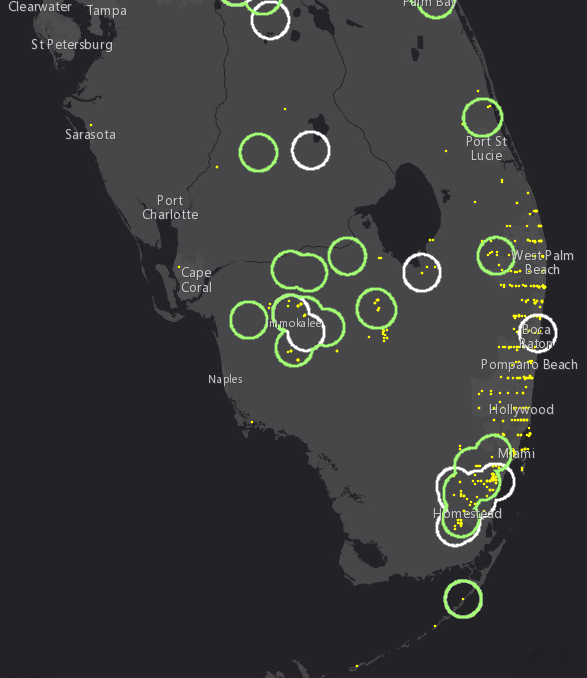 Clearwater
Tampa
Palm Bay
St Petersburg
Sarasota
Port St
Lucie
Port
Charlotte
West Palm
Beach
Cape
Coral
Immokalee
Boca
Raton
Pompano Beach
Naples
Hollywood
Miami
Homestead